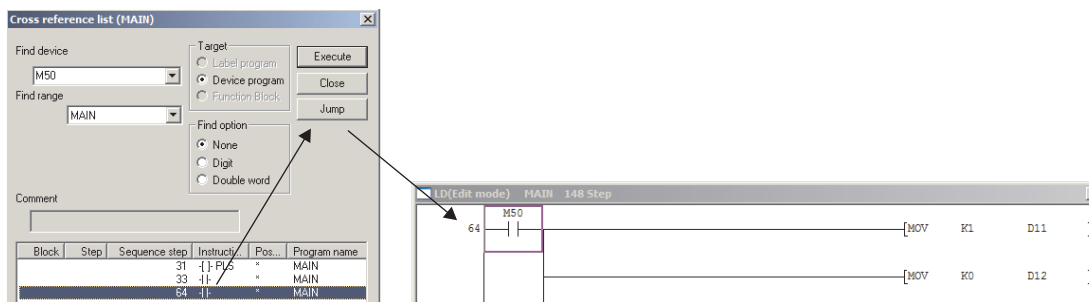 Cross reference list (MAIN)
Find device
M50
Find range
MAIN
Target
Label program
Device program
Function Block
Find option
None
Digit
Double word
Execute
Close
Jump
Comment
Block Step Sequence step Instructi... Pos... Program name
31 -[ ]- PLS * MAIN
33 -| |- * MAIN
64 -| |- * MAIN
LD(Edit mode) MAIN 148 Step
M50
64 [MOV K1 D11 ]
[MOV K0 D12 ]